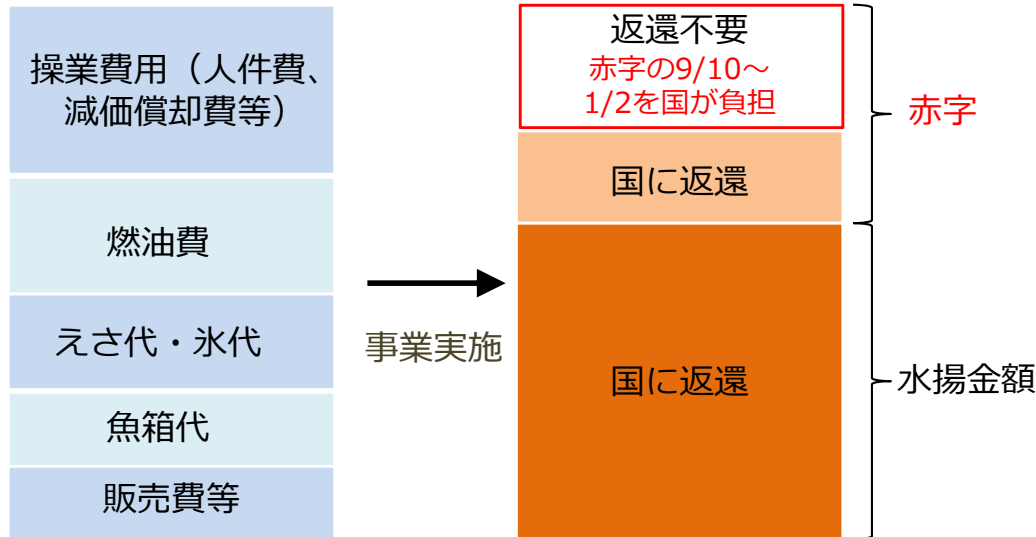 操業費用（人件費、
減価償却費等）
燃油費
えさ代・氷代
魚箱代
販売費等
事業実施
返還不要
赤字の9/10～
1/2を国が負担
国に返還
国に返還
赤字
水揚金額